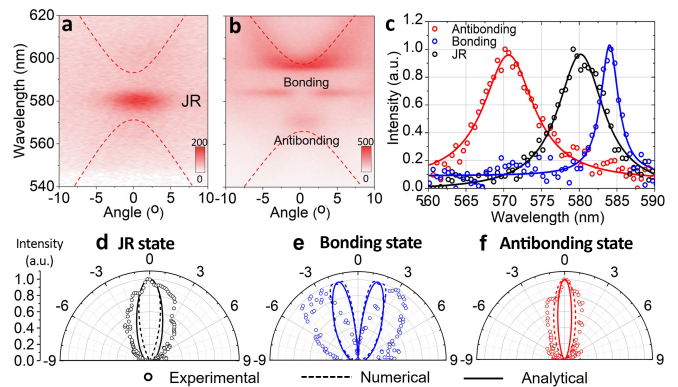 a
b
c
620
600
580
560
540
Wavelength (nm)
JR
200
0
-10 -5 0 5 10
Angle (o)
Bonding
Antibonding
500
0
-10 -5 0 5 10
Angle (o)
Antibonding
Bonding
JR
1.2
1.0
0.8
0.6
0.4
0.2
0.0
Intensity (a.u.)
560 570 580 590
Wavelength (nm)
Intensity
(a.u.)
1.0
0.8
0.6
0.4
0.2
0.0
d JR state
-9 -6 -3 0 3 6 9
e Bonding state
-9 -6 -3 0 3 6 9
f Antibonding state
-9 -6 -3 0 3 6 9
Experimental Numerical Analytical